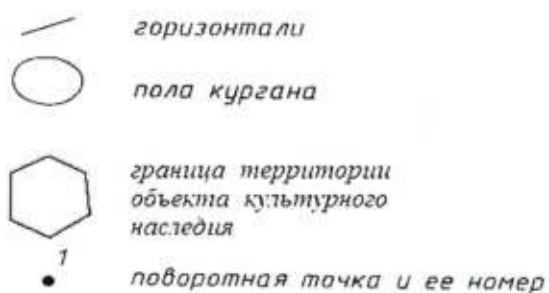 горизонтали
пола кургана
граница территории
объекта культурного
наследия
1
поворотная точка и ее номер